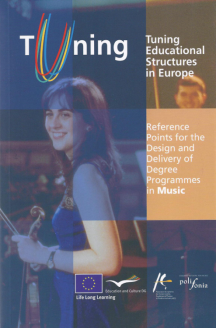 Tuning
Tuning
Educational
Structures
in Europe
Reference
Points for the
Design and
Delivery of
Degree
Programmes
in Music
Education and Culture DG
Life Long Learning
polifonia